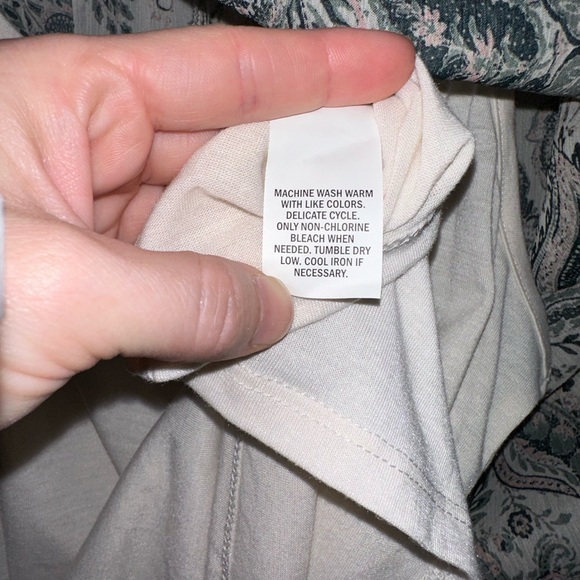 MACHINE WASH WARM
WITH LIKE COLORS.
DELICATE CYCLE.
ONLY NON-CHLORINE
BLEACH WHEN
NEEDED. TUMBLE DRY
LOW. COOL IRON IF
NECESSARY.